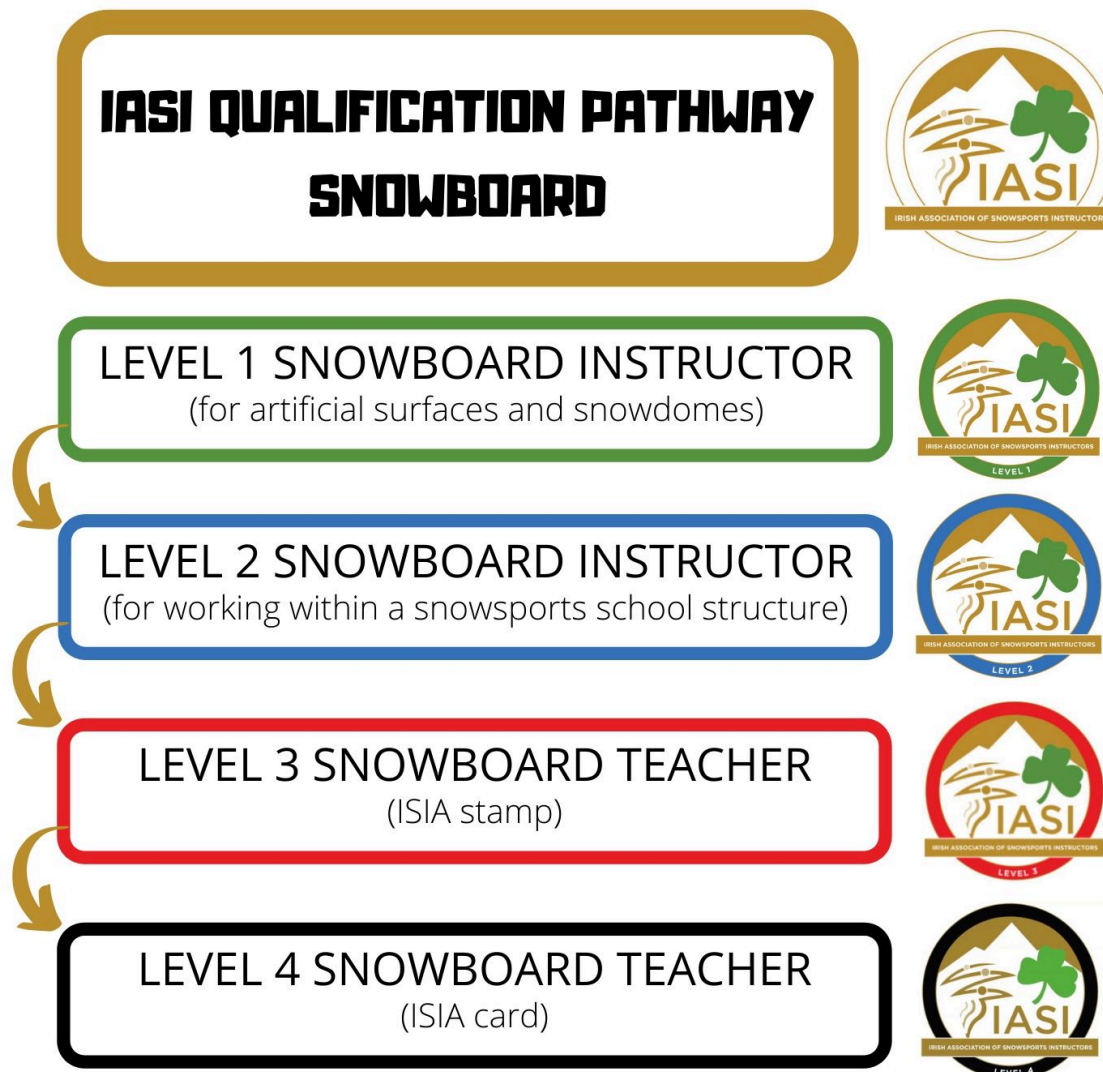 IASI QUALIFICATION PATHWAY
SNOWBOARD
IASI
IRISH ASSOCIATION OF SNOWSPORTS INSTRUCTOR
LEVEL 1 SNOWBOARD INSTRUCTOR
(for artificial surfaces and snowdomes)
IASI
IRISH ASSOCIATION OF SNOWSPORTS INSTRUCTORS
LEVEL 1
LEVEL 2 SNOWBOARD INSTRUCTOR
(for working within a snowsports school structure)
IASI
IRISH ASSOCIATION OF SNOWSPORTS INSTRUCTORS
LEVEL 2
LEVEL 3 SNOWBOARD TEACHER
(ISIA stamp)
IASI
IRISH ASSOCIATION OF SNOWSPORTS INSTRUCTORS
LEVEL 3
LEVEL 4 SNOWBOARD TEACHER
(ISIA card)
IASI
IRISH ASSOCIATION OF SNOWSPORTS INSTRUCTORS
LEVEL 4